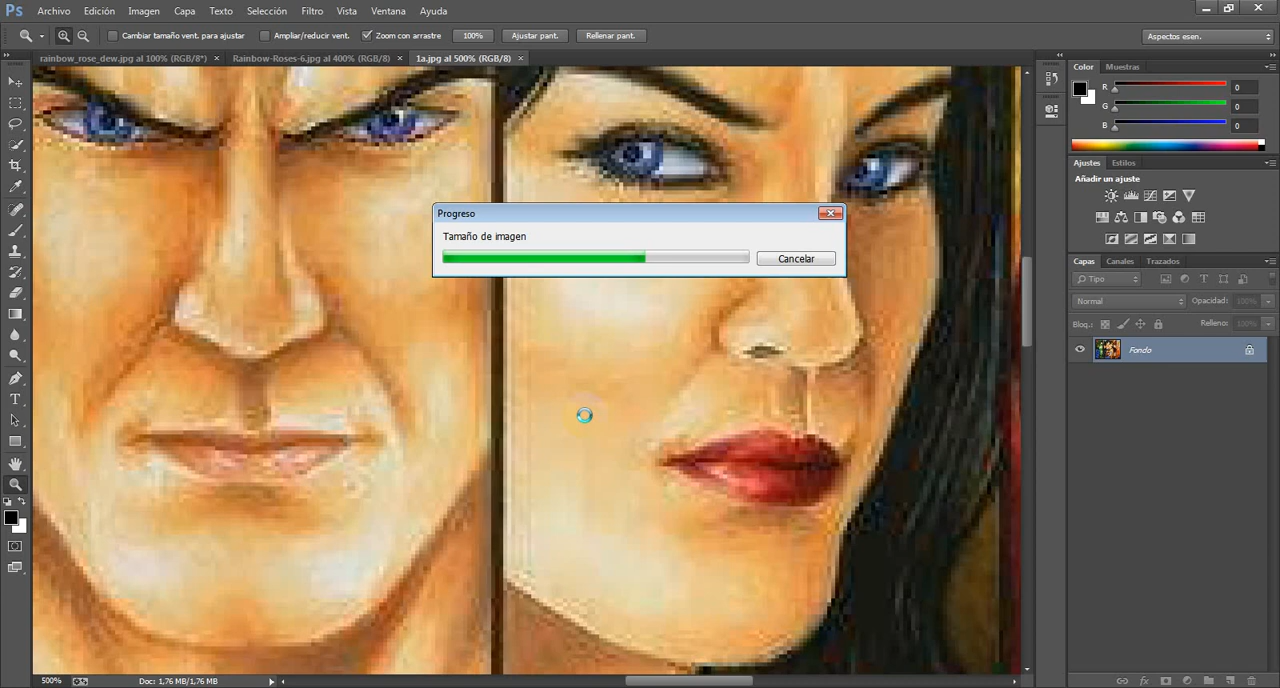 Ps Archivo Edición Imagen Capa Texto Selección Filtro Vista Ventana Ayuda
Cambiar tamaño vent. para ajustar Ampliar/reducir vent. Zoom con arrastre 100% Ajustar pant. Rellenar pant. Aspectos esen.
rainbow_rose_dew.jpg al 100% (RGB/8*) × Rainbow-Roses-6.jpg al 400% (RGB/8) × 1a.jpg al 500% (RGB/8) ×
Color Muestras
R 0
G 0
B 0
Ajustes Estilos
Añadir un ajuste
Progreso
Tamaño de imagen
Cancelar
Capas Canales Trazados
Tipo
Normal Opacidad: 100%
Bloq.: Relleno: 100%
Fondo
500% Doc: 1,76 MB/1,76 MB